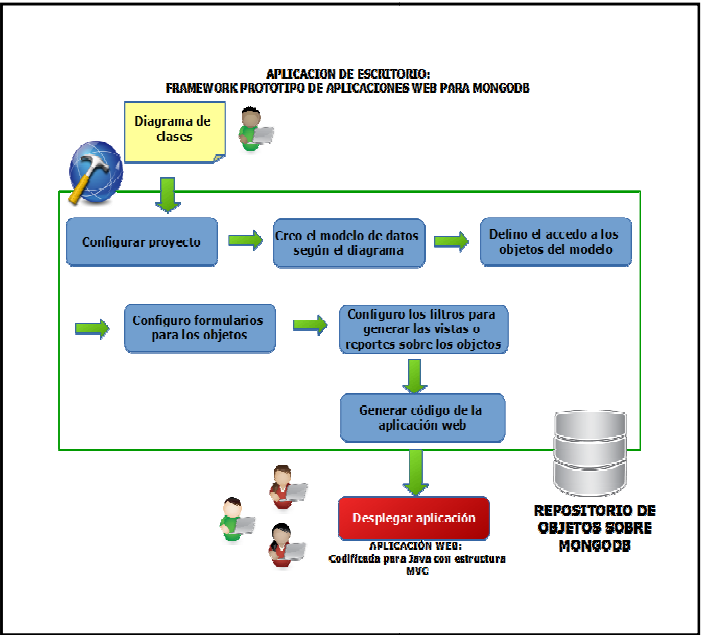 APLICACION DE ESCRITORIO:
FRAMEWORK PROTOTIPO DE APLICACIONES WEB PARA MONGODB
Diagrama de
clases
Configurar proyecto
Creo el modelo de datos
según el diagrama
Defino el accedo a los
objetos del modelo
Configuro formularios
para los objetos
Configuro los filtros para
generar las vistas o
reportes sobre los objetos
Generar código de la
aplicación web
Desplegar aplicación
APLICACIÓN WEB:
Codificada para Java con estructura
MVC
REPOSITORIO DE
OBJETOS SOBRE
MONGODB